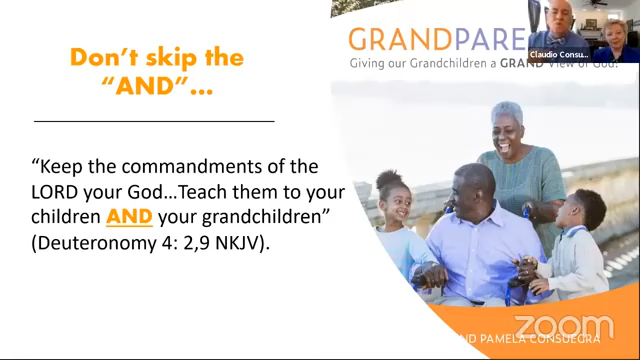 Don't skip the
"AND"...
"Keep the commandments of the
LORD your God...Teach them to your
children AND your grandchildren"
(Deuteronomy 4: 2,9 NKJV).
GRANDPARE
Giving our Grandchildren a GRAND View of God!
Claudio Consu...
ND PAMELA CONSUEGRA
zoom